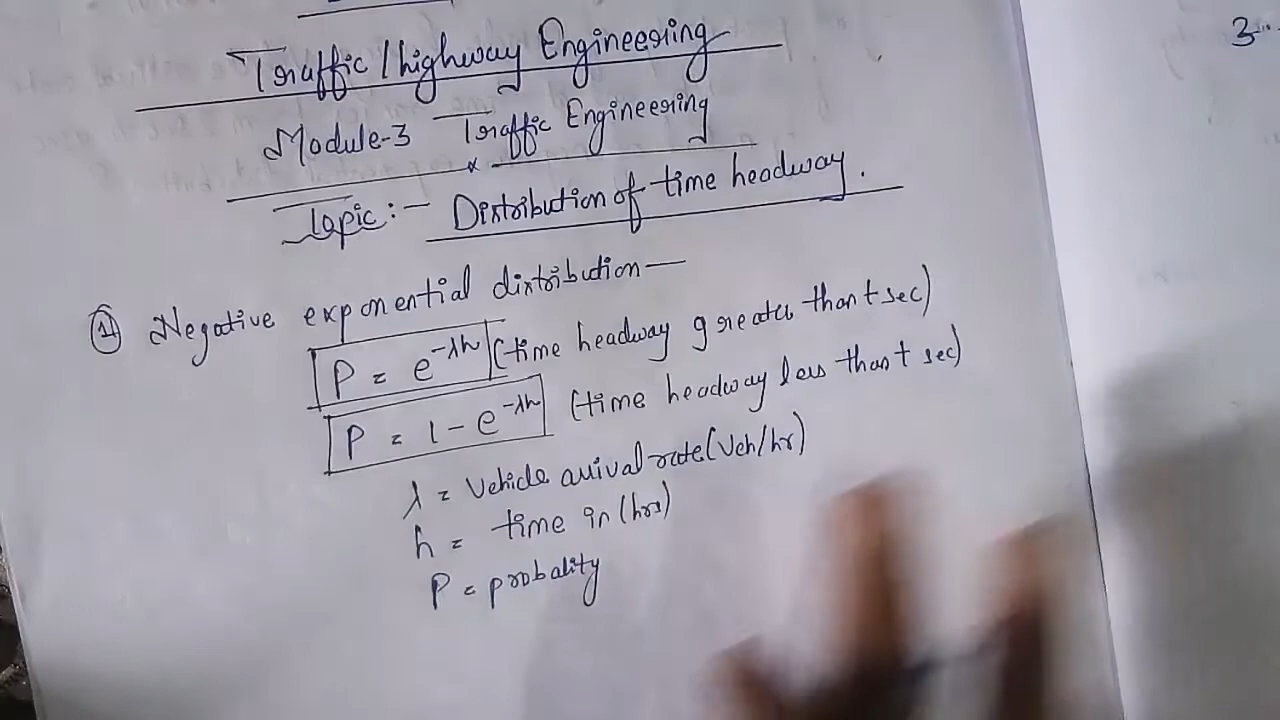 Traffic/highway Engineering
Module-3 Traffic Engineering
Topic:- Distribution of time headway.
① Negative exponential distribution—
P = e^-λh (time headway greater than t sec)
P = 1 - e^-λh (time headway less than t sec)
λ = Vehicle arrival rate (Veh/hr)
h = time in (hrs)
P = probality
3